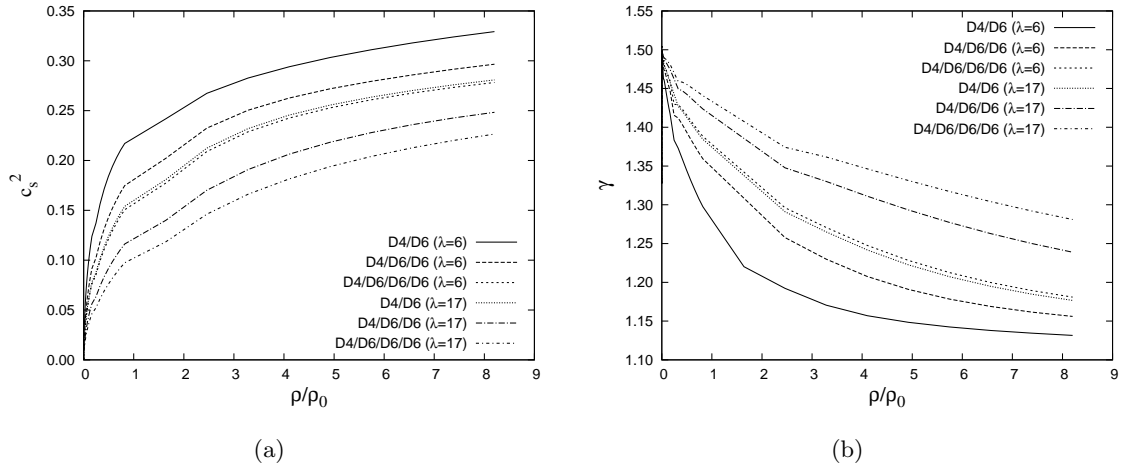 0.40
0.35
0.30
0.25
0.20
0.15
0.10
0.05
0.00
c_s^2
0 1 2 3 4 5 6 7 8 9
ρ/ρ0
D4/D6 (λ=6)
D4/D6/D6 (λ=6)
D4/D6/D6/D6 (λ=6)
D4/D6 (λ=17)
D4/D6/D6 (λ=17)
D4/D6/D6/D6 (λ=17)
(a)
1.55
1.50
1.45
1.40
1.35
1.30
1.25
1.20
1.15
1.10
γ
0 1 2 3 4 5 6 7 8 9
ρ/ρ0
D4/D6 (λ=6)
D4/D6/D6 (λ=6)
D4/D6/D6/D6 (λ=6)
D4/D6 (λ=17)
D4/D6/D6 (λ=17)
D4/D6/D6/D6 (λ=17)
(b)